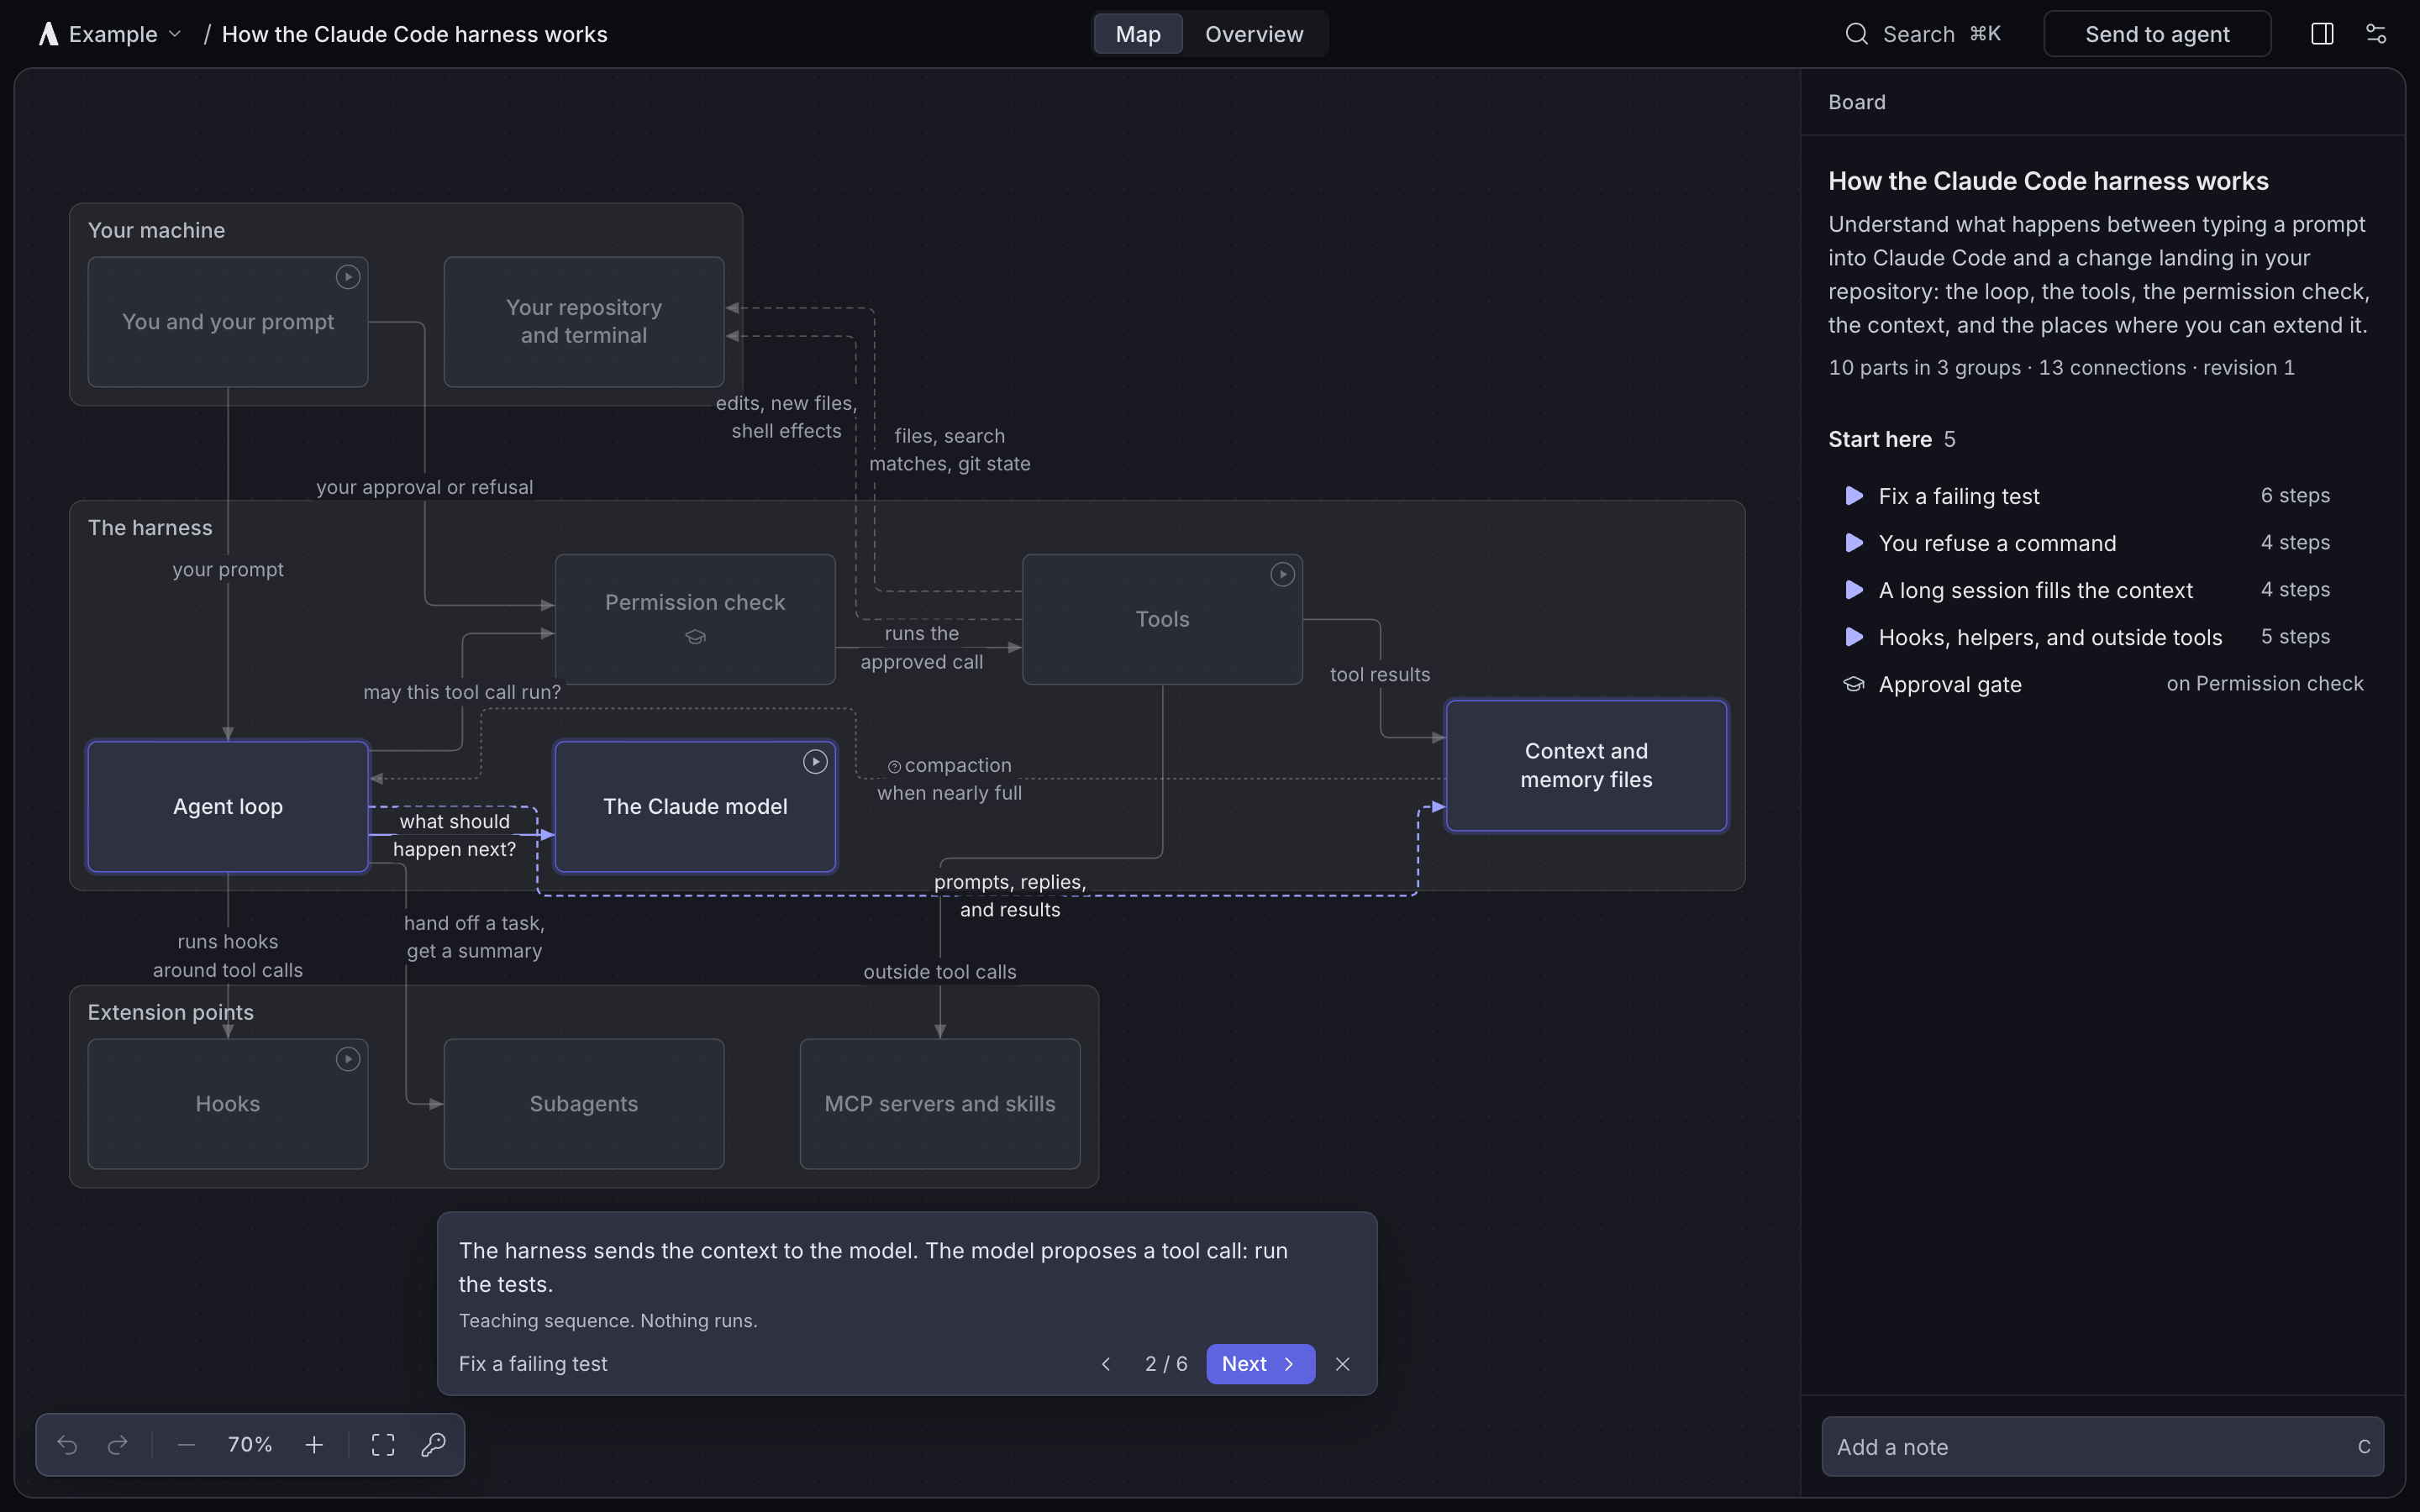 Example / How the Claude Code harness works
Map
Overview
Search ⌘K
Send to agent
Your machine
You and your prompt
Your repository
and terminal
edits, new files,
shell effects
files, search
matches, git state
your approval or refusal
The harness
your prompt
Permission check
runs the
approved call
Tools
tool results
may this tool call run?
Context and
memory files
compaction
when nearly full
Agent loop
what should
happen next?
The Claude model
prompts, replies,
and results
hand off a task,
get a summary
runs hooks
around tool calls
outside tool calls
Extension points
Hooks
Subagents
MCP servers and skills
The harness sends the context to the model. The model proposes a tool call: run
the tests.
Teaching sequence. Nothing runs.
Fix a failing test
2 / 6
Next
70%
Board
How the Claude Code harness works
Understand what happens between typing a prompt
into Claude Code and a change landing in your
repository: the loop, the tools, the permission check,
the context, and the places where you can extend it.
10 parts in 3 groups · 13 connections · revision 1
Start here 5
Fix a failing test 6 steps
You refuse a command 4 steps
A long session fills the context 4 steps
Hooks, helpers, and outside tools 5 steps
Approval gate on Permission check
Add a note C